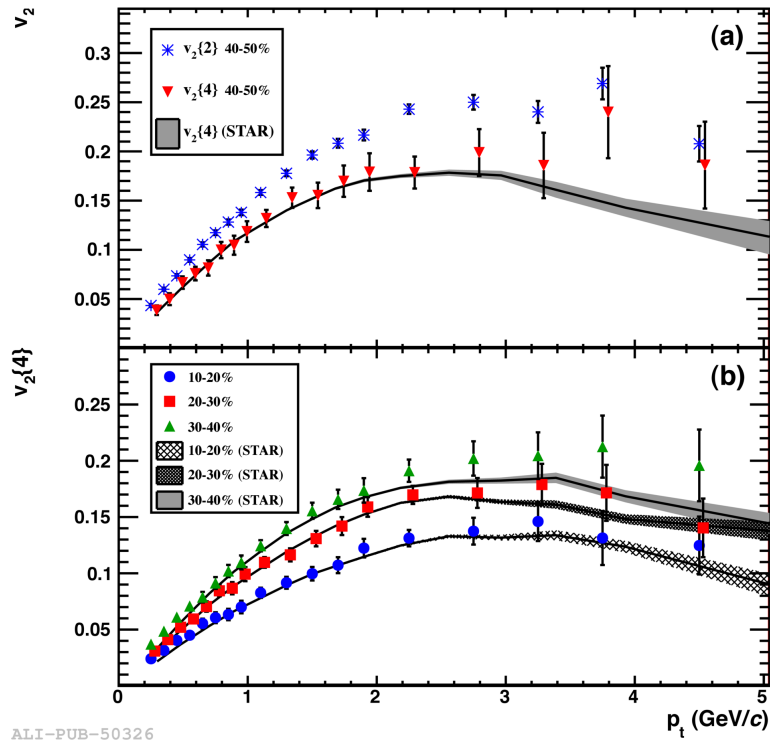 v₂
(a)
0.3
v₂{2} 40-50%
v₂{4} 40-50%
v₂{4} (STAR)
0.25
0.2
0.15
0.1
0.05
v₂{4}
(b)
10-20%
20-30%
30-40%
10-20% (STAR)
20-30% (STAR)
30-40% (STAR)
0.25
0.2
0.15
0.1
0.05
0 1 2 3 4 5
pₜ (GeV/c)
ALI-PUB-50326